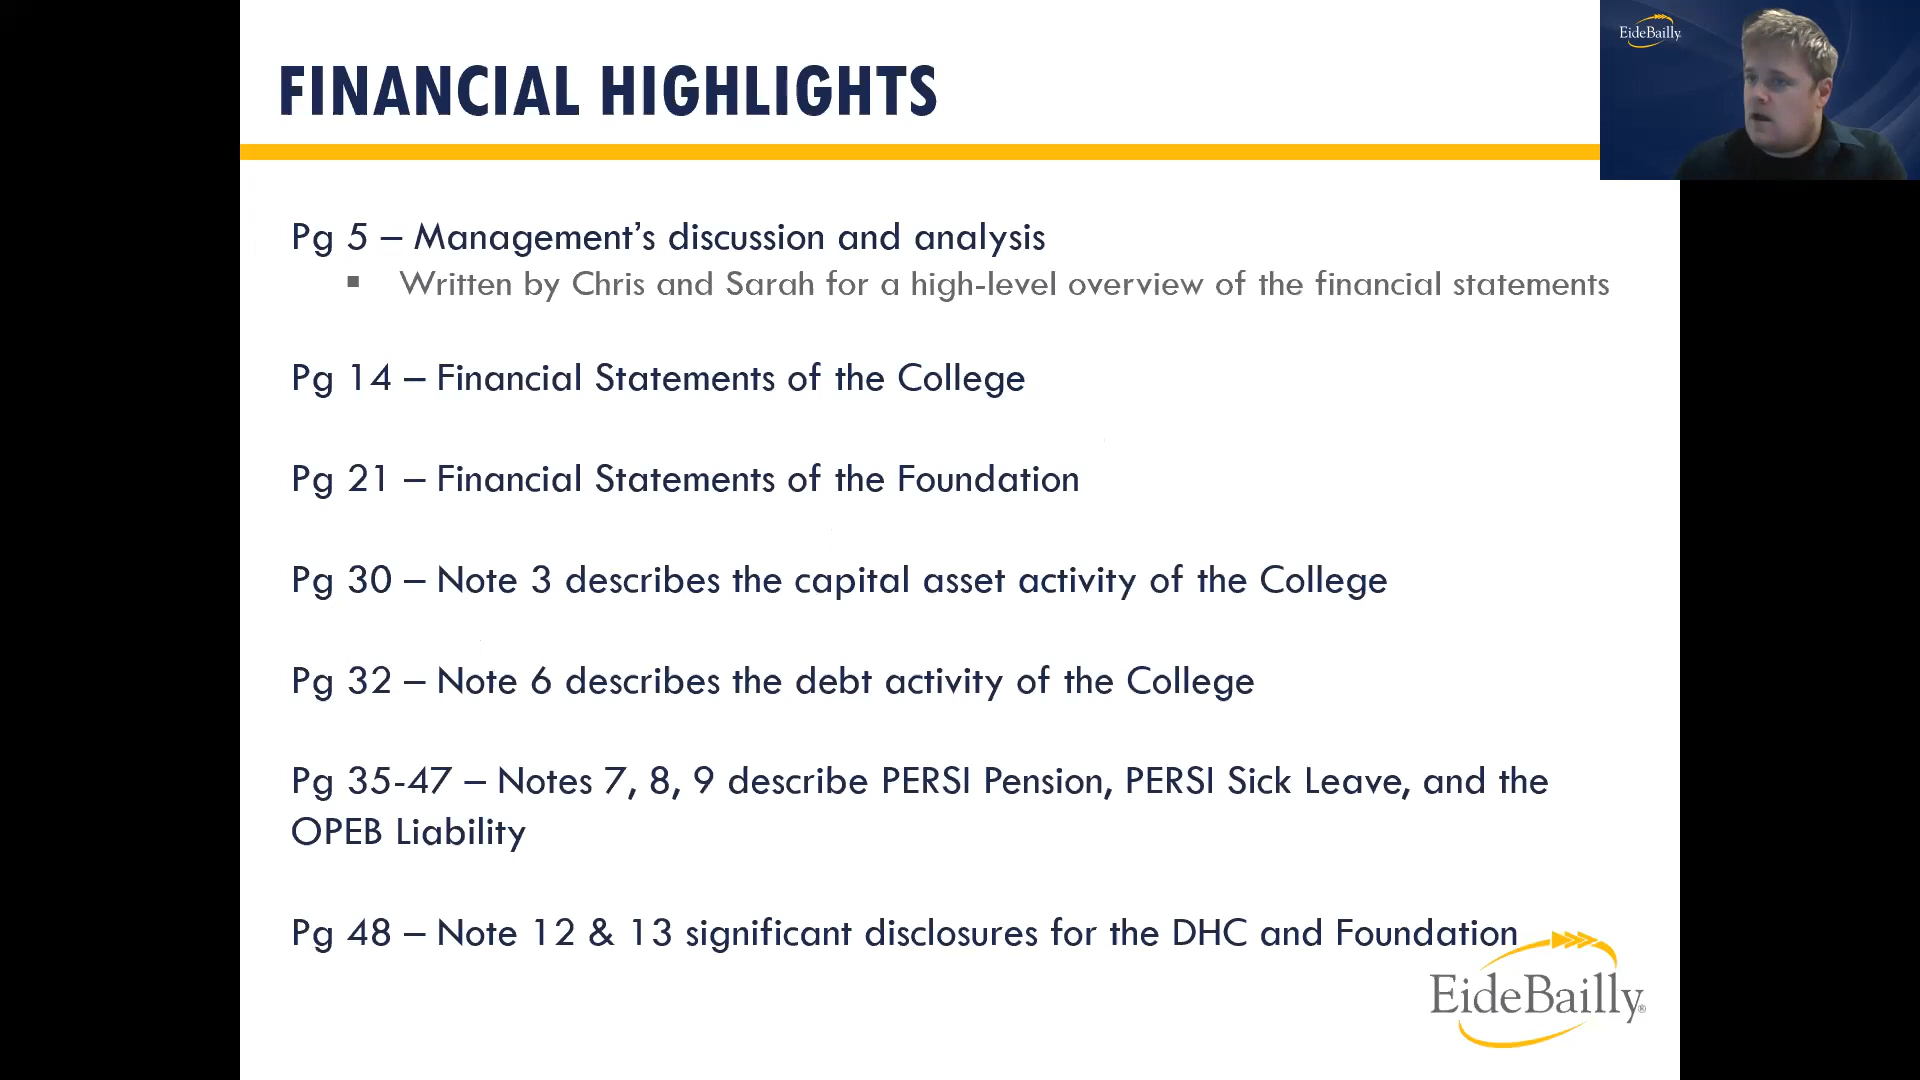 FINANCIAL HIGHLIGHTS
EideBailly
Pg 5 – Management’s discussion and analysis
▪ Written by Chris and Sarah for a high-level overview of the financial statements
Pg 14 – Financial Statements of the College
Pg 21 – Financial Statements of the Foundation
Pg 30 – Note 3 describes the capital asset activity of the College
Pg 32 – Note 6 describes the debt activity of the College
Pg 35-47 – Notes 7, 8, 9 describe PERSI Pension, PERSI Sick Leave, and the
OPEB Liability
Pg 48 – Note 12 & 13 significant disclosures for the DHC and Foundation
EideBailly®